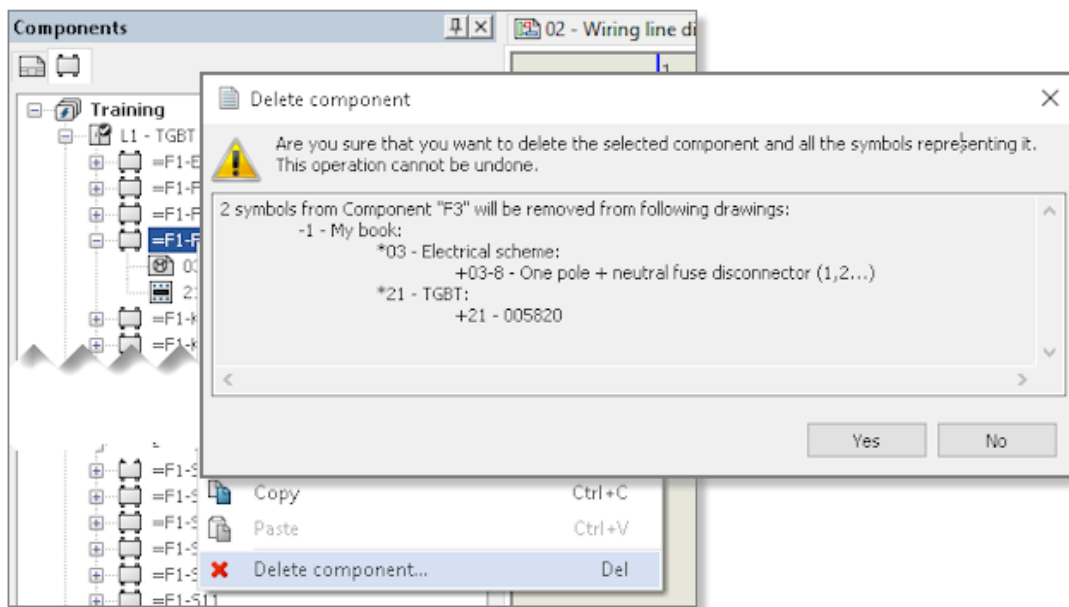 Components
02 - Wiring line di
1
Delete component
Training
L1 - TGBT
Are you sure that you want to delete the selected component and all the symbols representing it.
This operation cannot be undone.
=F1-E
=F1-F
=F1-F
=F1-F
03
21
=F1-K
=F1-K
2 symbols from Component "F3" will be removed from following drawings:
-1 - My book:
*03 - Electrical scheme:
+03-8 - One pole + neutral fuse disconnector (1,2...)
*21 - TGBT:
+21 - 005820
Yes No
=F1-S
=F1-S
=F1-S
=F1-S
=F1-S
=F1-S11
Copy Ctrl+C
Paste Ctrl+V
Delete component... Del